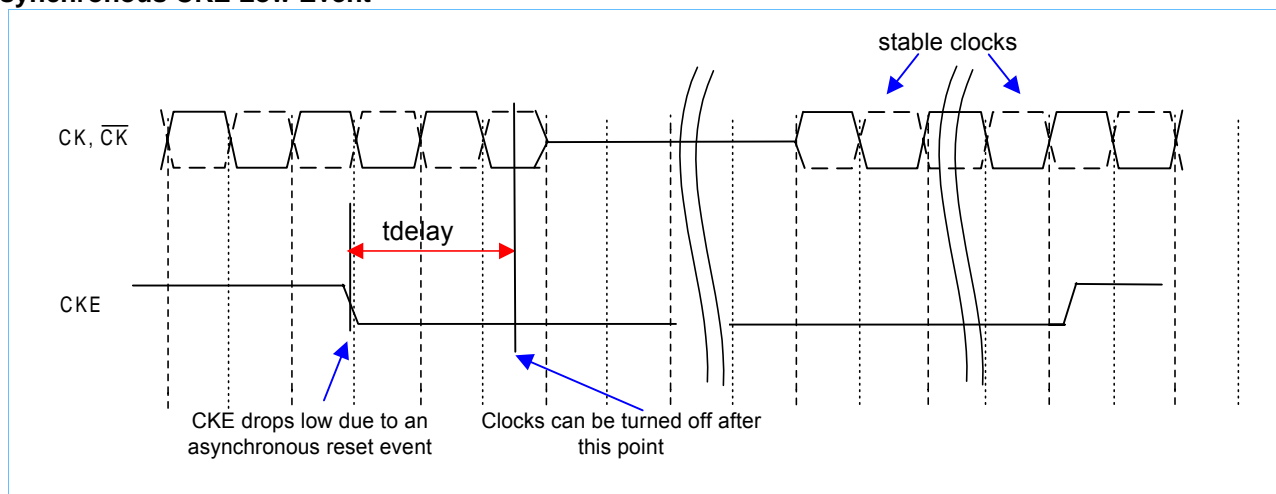 synchronous CKE Low Event
stable clocks
CK, CK
tdelay
CKE
CKE drops low due to an
asynchronous reset event
Clocks can be turned off after
this point